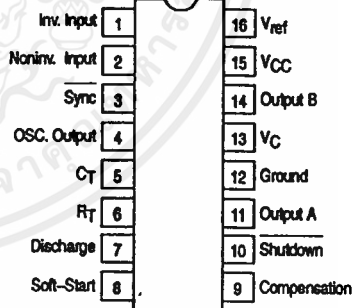 Inv. Input 1 16 Vref
Noninv. Input 2 15 VCC
Sync 3 14 Output B
OSC. Output 4 13 VC
CT 5 12 Ground
RT 6 11 Output A
Discharge 7 10 Shutdown
Soft-Start 8 9 Compensation